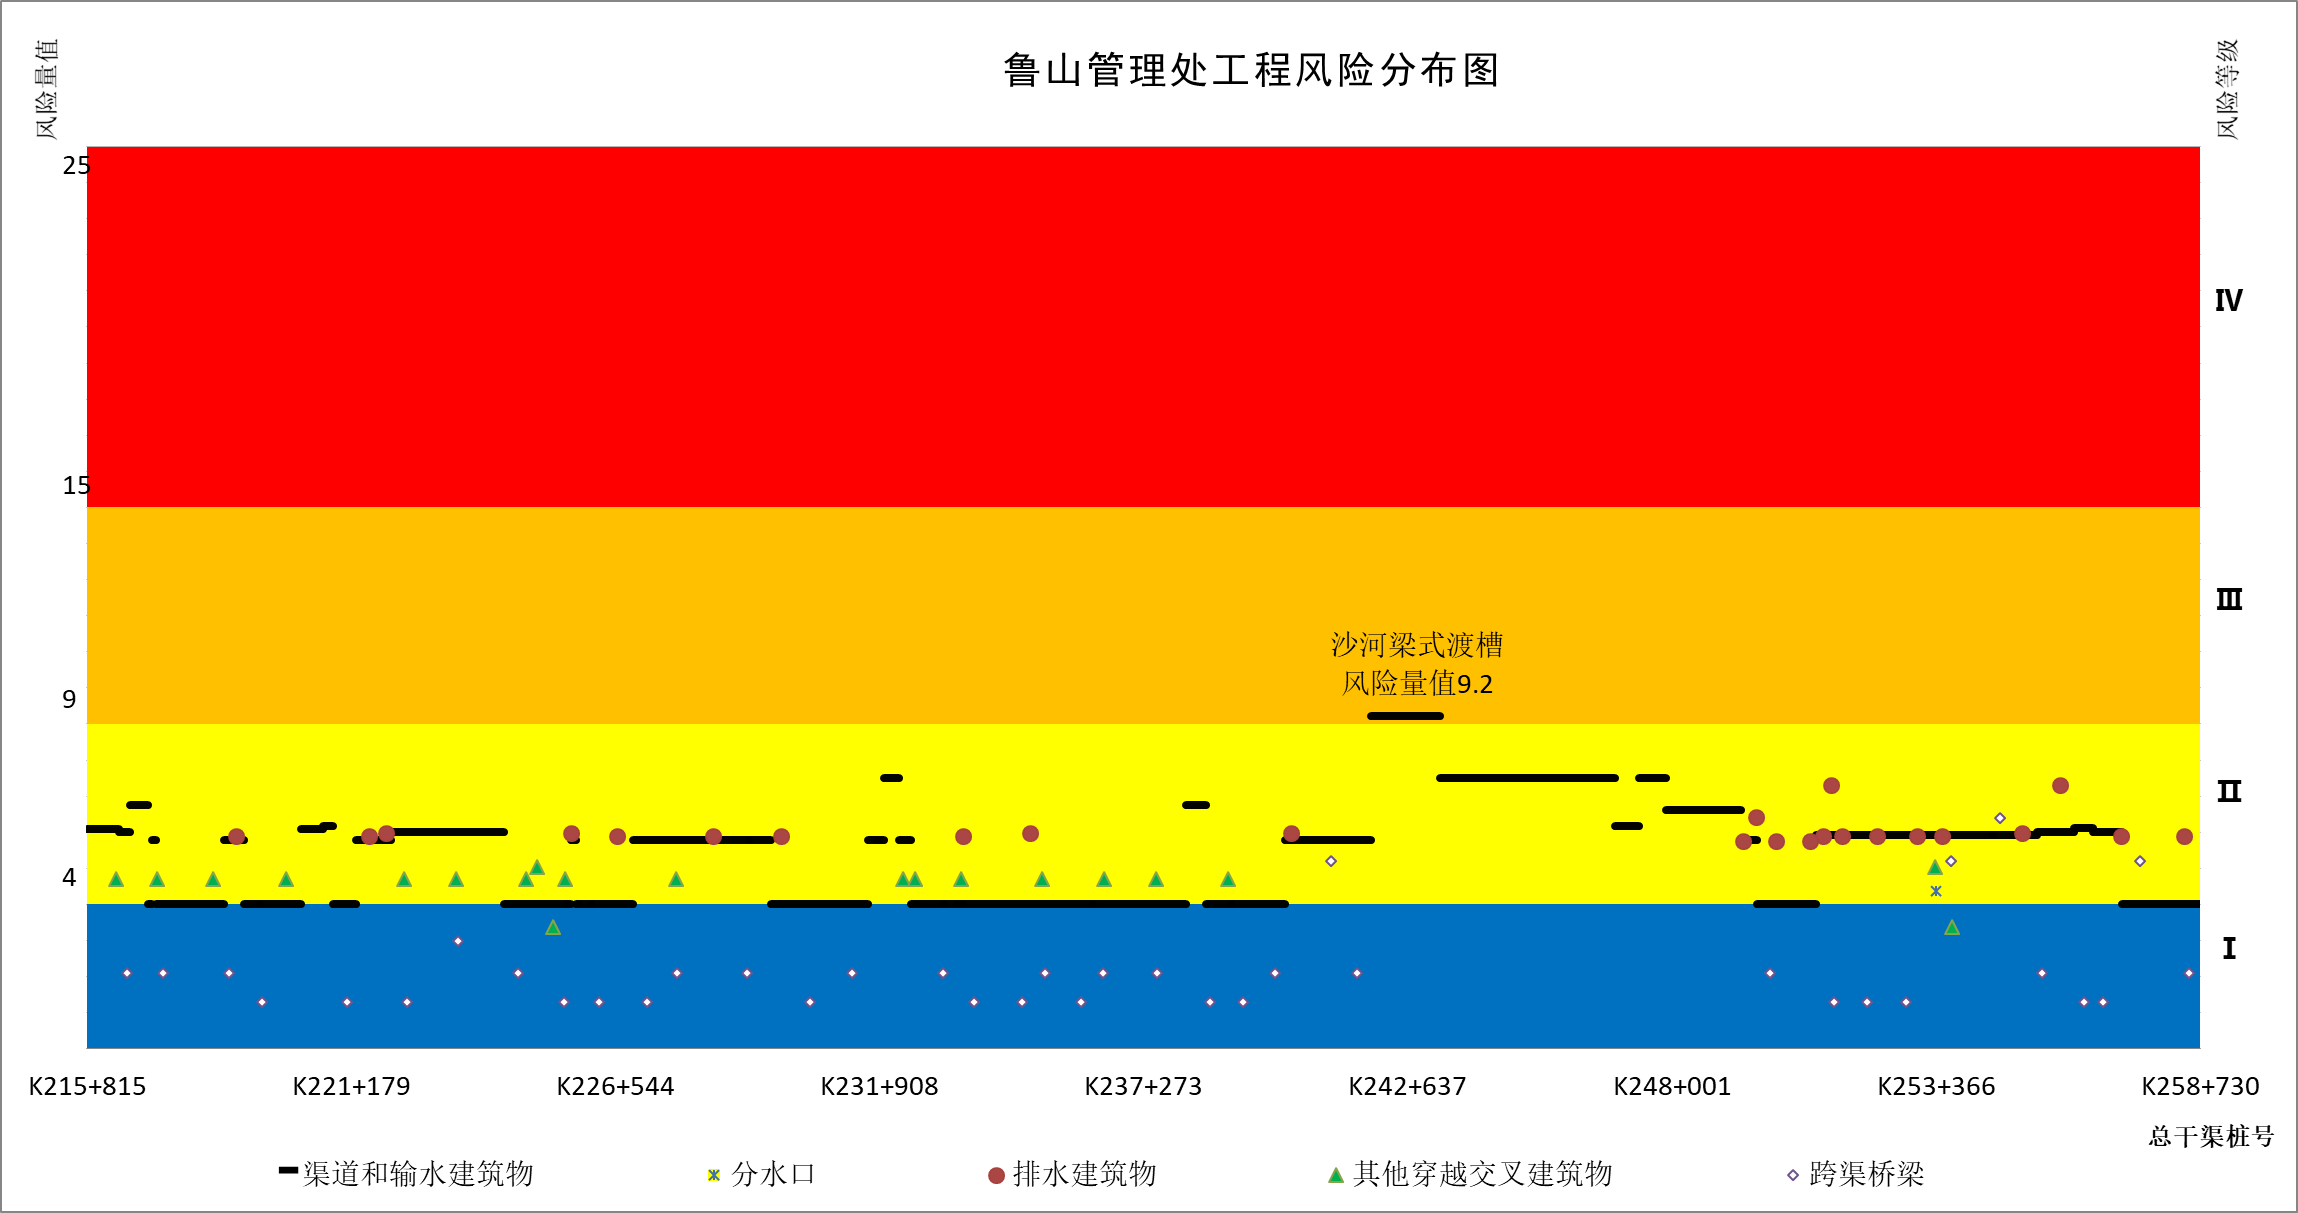 鲁山管理处工程风险分布图
风险量值
风险等级
25
15
9
4
IV
III
II
I
沙河梁式渡槽
风险量值9.2
K215+815 K221+179 K226+544 K231+908 K237+273 K242+637 K248+001 K253+366 K258+730
总干渠桩号
渠道和输水建筑物 分水口 排水建筑物 其他穿越交叉建筑物 跨渠桥梁